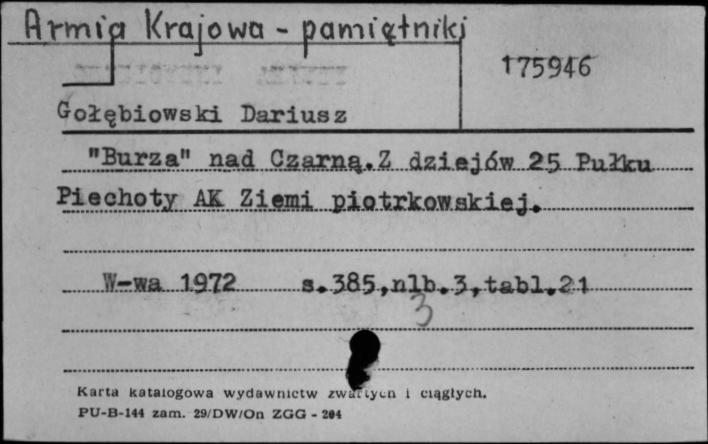 Armia Krajowa - pamiętniki
175946
Gołębiowski Dariusz
"Burza" nad Czarną.Z dziejów 25 Pułku
Piechoty AK Ziemi piotrkowskiej.
W-wa 1972 s.385,nlb.3,tabl.21
3
Karta katalogowa wydawnictw zwartych i ciągłych.
PU-B-144 zam. 29/DW/On ZGG - 204